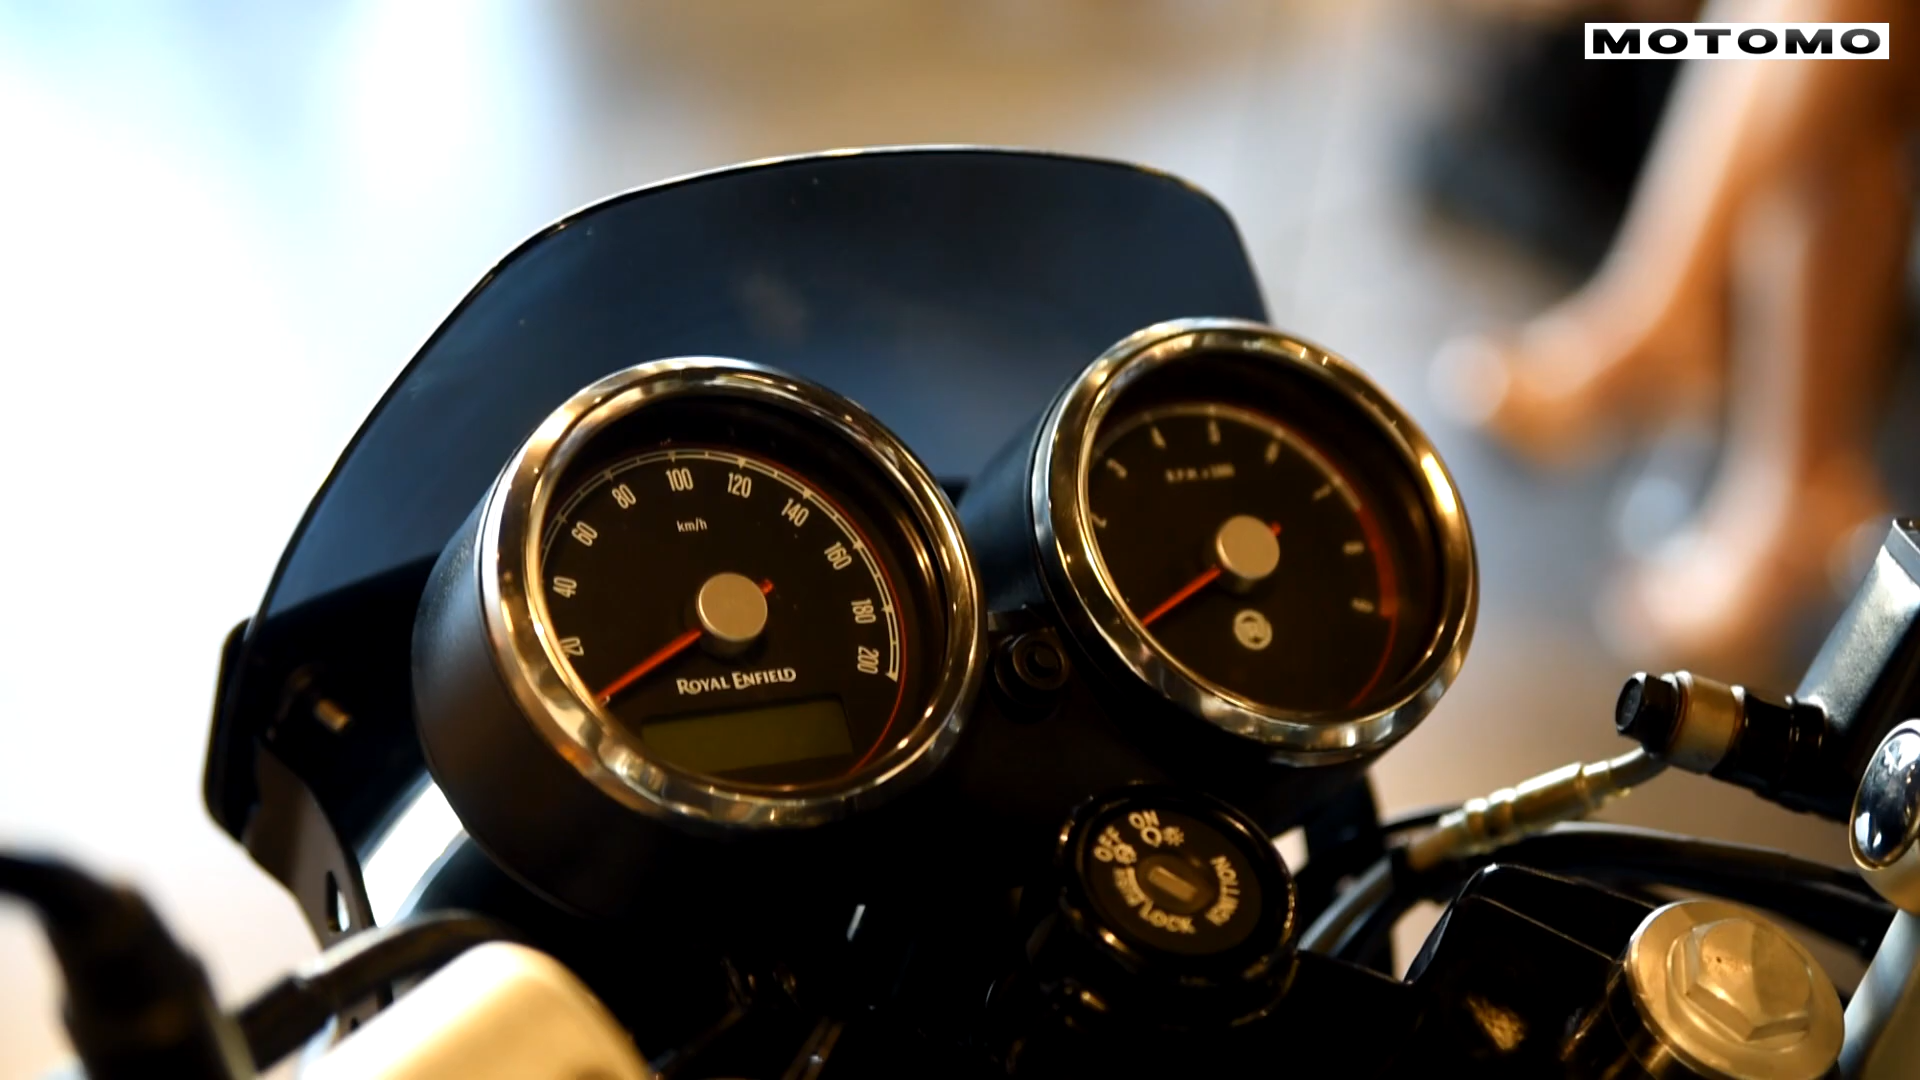 MOTOMO
20
40
60
80
100
120
140
160
180
200
km/h
ROYAL ENFIELD
OFF
ON
IGNITION
LOCK